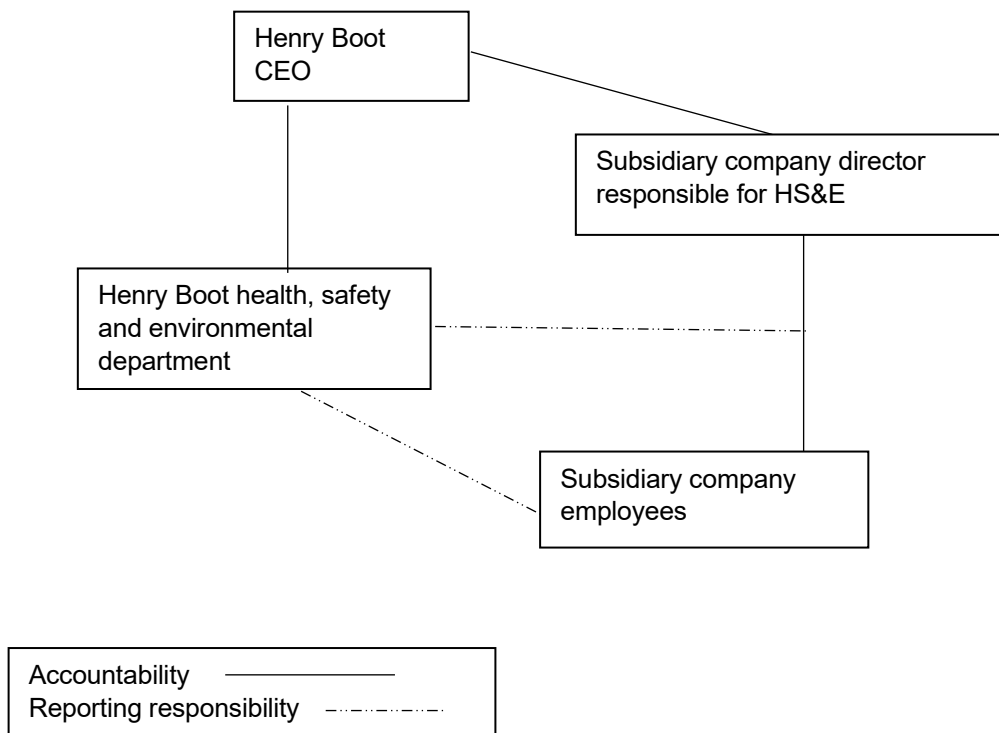 Henry Boot
CEO
Subsidiary company director
responsible for HS&E
Henry Boot health, safety
and environmental
department
Subsidiary company
employees
Accountability
Reporting responsibility